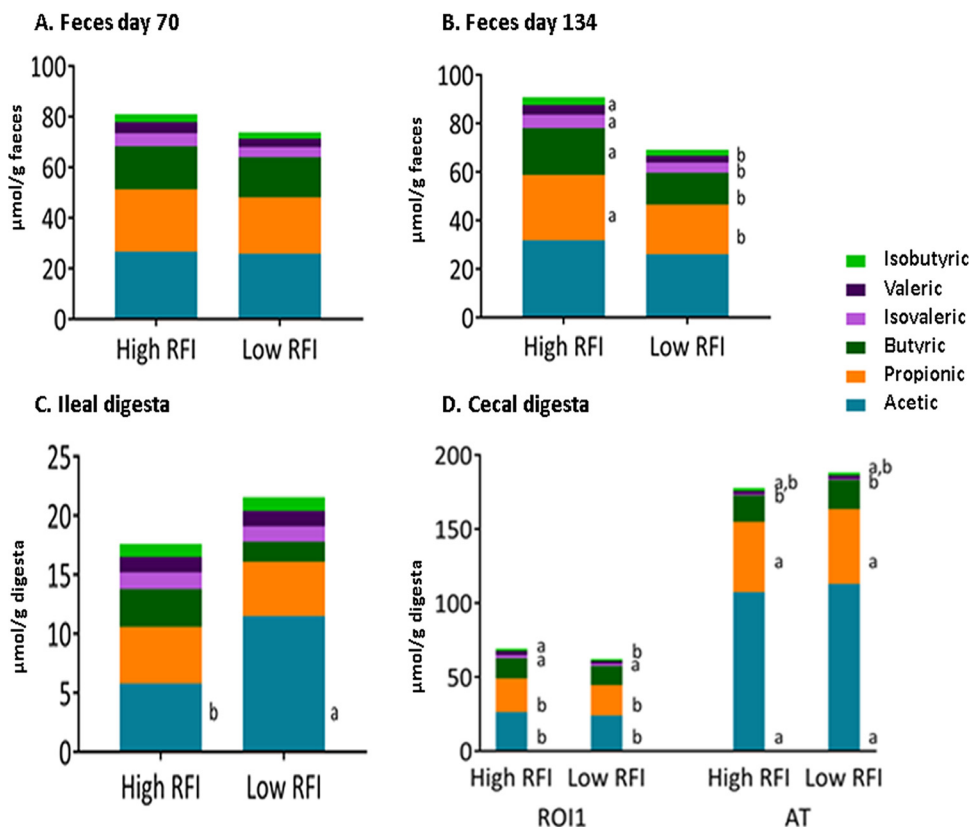 A. Feces day 70
µmol/g faeces
100
80
60
40
20
0
High RFI
Low RFI
B. Feces day 134
µmol/g faeces
100
80
60
40
20
0
a
a
a
a
b
b
b
b
High RFI
Low RFI
Isobutyric
Valeric
Isovaleric
Butyric
Propionic
Acetic
C. Ileal digesta
µmol/g digesta
25
20
15
10
5
0
b
a
High RFI
Low RFI
D. Cecal digesta
µmol/g digesta
200
150
100
50
0
a
a
b
b
b
a
b
b
a,b
b
a
a
a,b
b
a
a
High RFI
Low RFI
High RFI
Low RFI
ROI1
AT